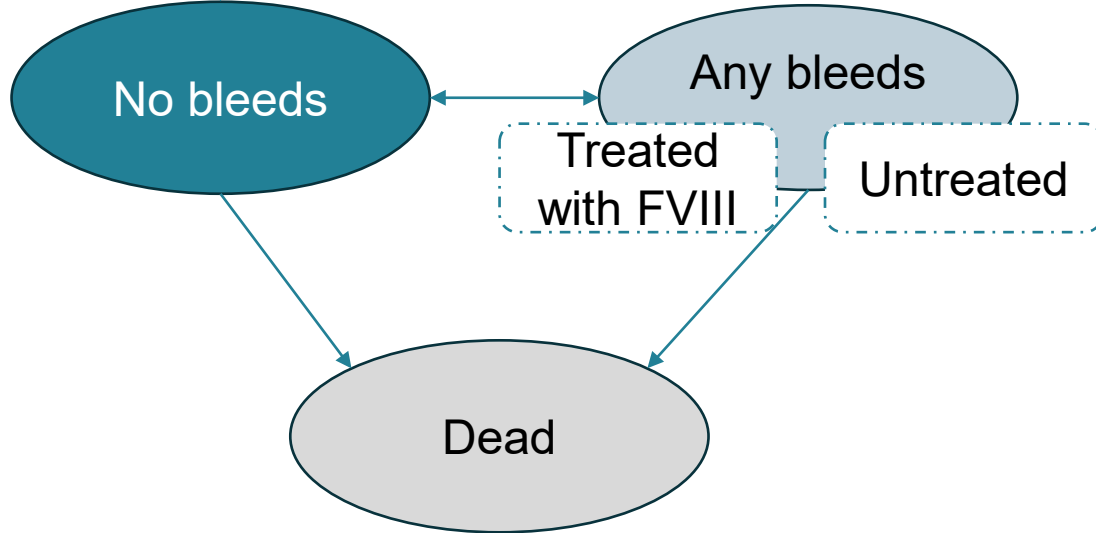 No bleeds
Any bleeds
Treated
with FVIII
Untreated
Dead